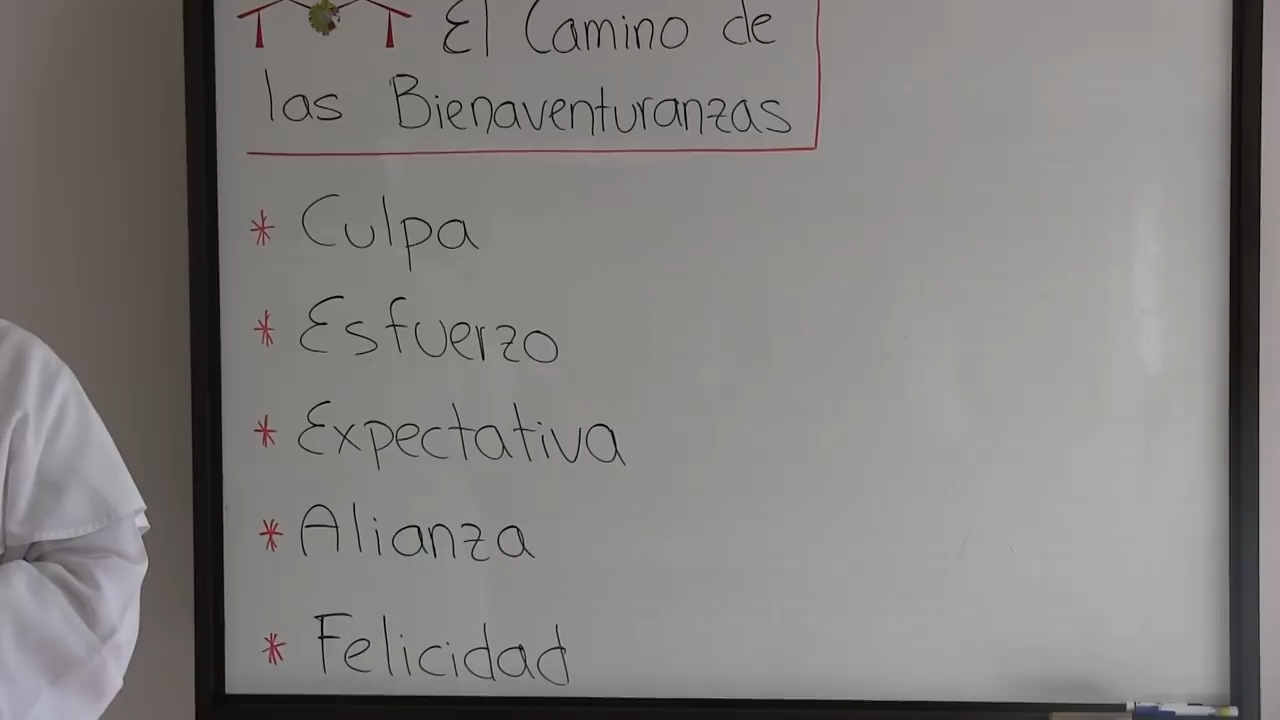 El Camino de
las Bienaventuranzas
* Culpa
* Esfuerzo
* Expectativa
* Alianza
* Felicidad